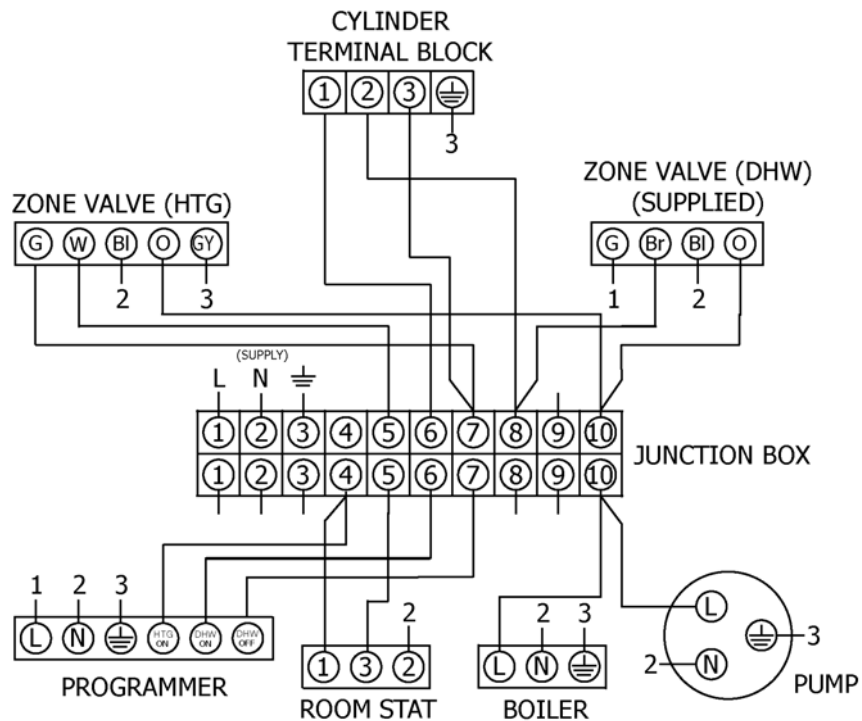 CYLINDER
TERMINAL BLOCK
1 2 3
3
ZONE VALVE (HTG)
G W Bl O GY
2 3
ZONE VALVE (DHW)
(SUPPLIED)
G Br Bl O
1 2
(SUPPLY)
L N
1 2 3 4 5 6 7 8 9 10
1 2 3 4 5 6 7 8 9 10
JUNCTION BOX
1 2 3
L N HTG ON DHW ON DHW OFF
PROGRAMMER
2
1 3 2
ROOM STAT
2 3
L N
BOILER
L
3
2 N
PUMP